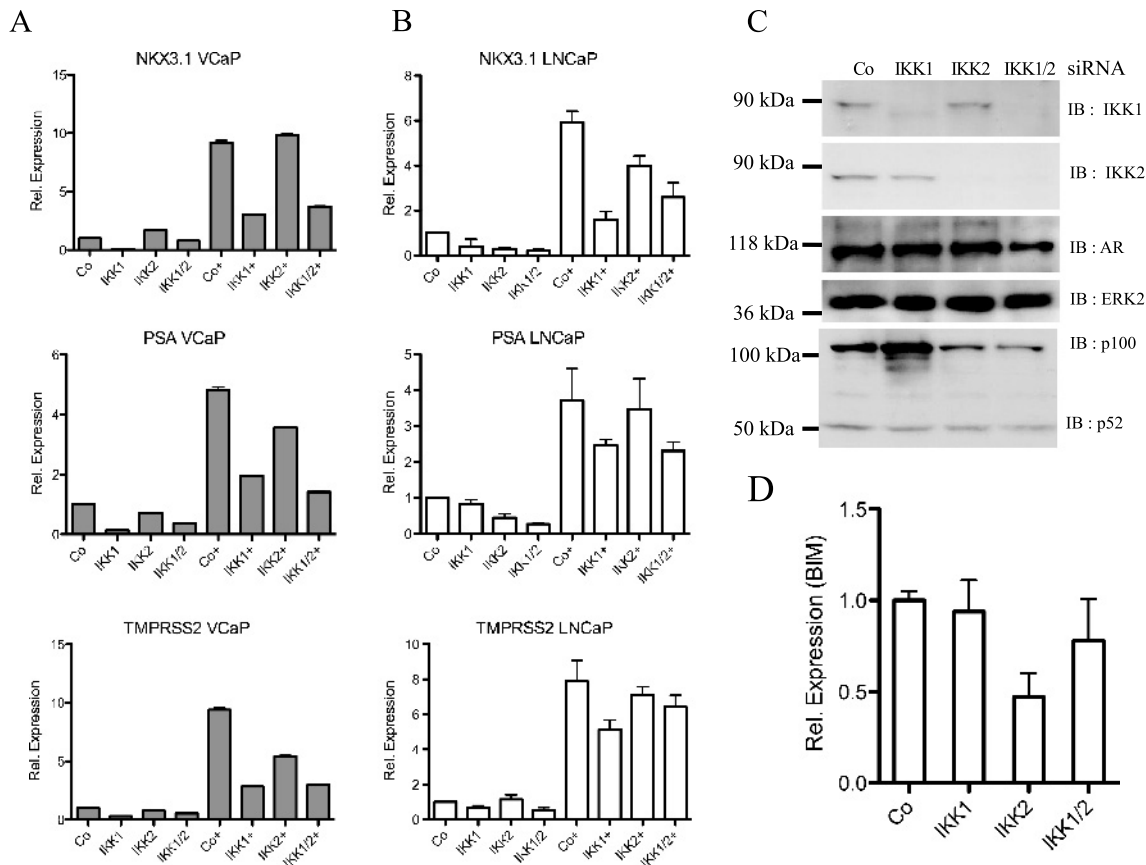 A
NKX3.1 VCaP
Rel. Expression
15
10
5
0
Co IKK1 IKK2 IKK1/2 Co+ IKK1+ IKK2+ IKK1/2+
PSA VCaP
Rel. Expression
6
4
2
0
Co IKK1 IKK2 IKK1/2 Co+ IKK1+ IKK2+ IKK1/2+
TMPRSS2 VCaP
Rel. Expression
15
10
5
0
Co IKK1 IKK2 IKK1/2 Co+ IKK1+ IKK2+ IKK1/2+
B
NKX3.1 LNCaP
Rel. Expression
8
6
4
2
0
Co IKK1 IKK2 IKK1/2 Co+ IKK1+ IKK2+ IKK1/2+
PSA LNCaP
Rel. Expression
5
4
3
2
1
0
Co IKK1 IKK2 IKK1/2 Co+ IKK1+ IKK2+ IKK1/2+
TMPRSS2 LNCaP
Rel. Expression
10
8
6
4
2
0
Co IKK1 IKK2 IKK1/2 Co+ IKK1+ IKK2+ IKK1/2+
C
Co IKK1 IKK2 IKK1/2 siRNA
90 kDa IB : IKK1
90 kDa IB : IKK2
118 kDa IB : AR
36 kDa IB : ERK2
100 kDa IB : p100
50 kDa IB : p52
D
Rel. Expression (BIM)
1.5
1.0
0.5
0.0
Co IKK1 IKK2 IKK1/2